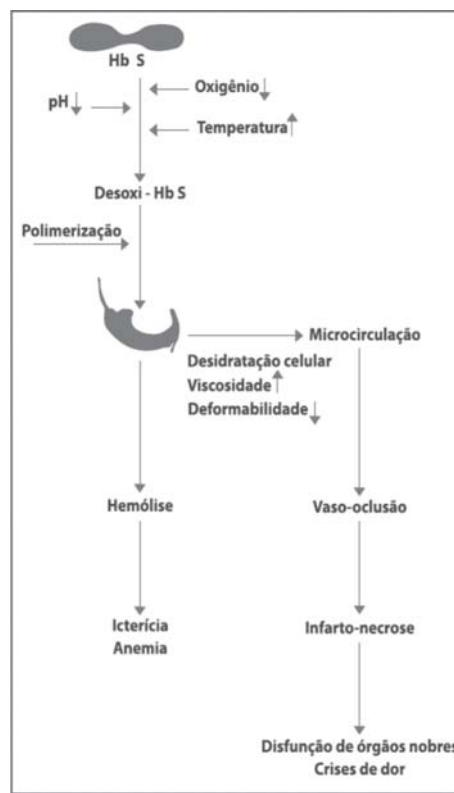 Hb S
Oxigênio
pH
Temperatura
Desoxi - Hb S
Polimerização
Microcirculação
Desidratação celular
Viscosidade
Deformabilidade
Hemólise
Vaso-oclusão
Icterícia
Anemia
Infarto-necrose
Disfunção de órgãos nobres
Crises de dor